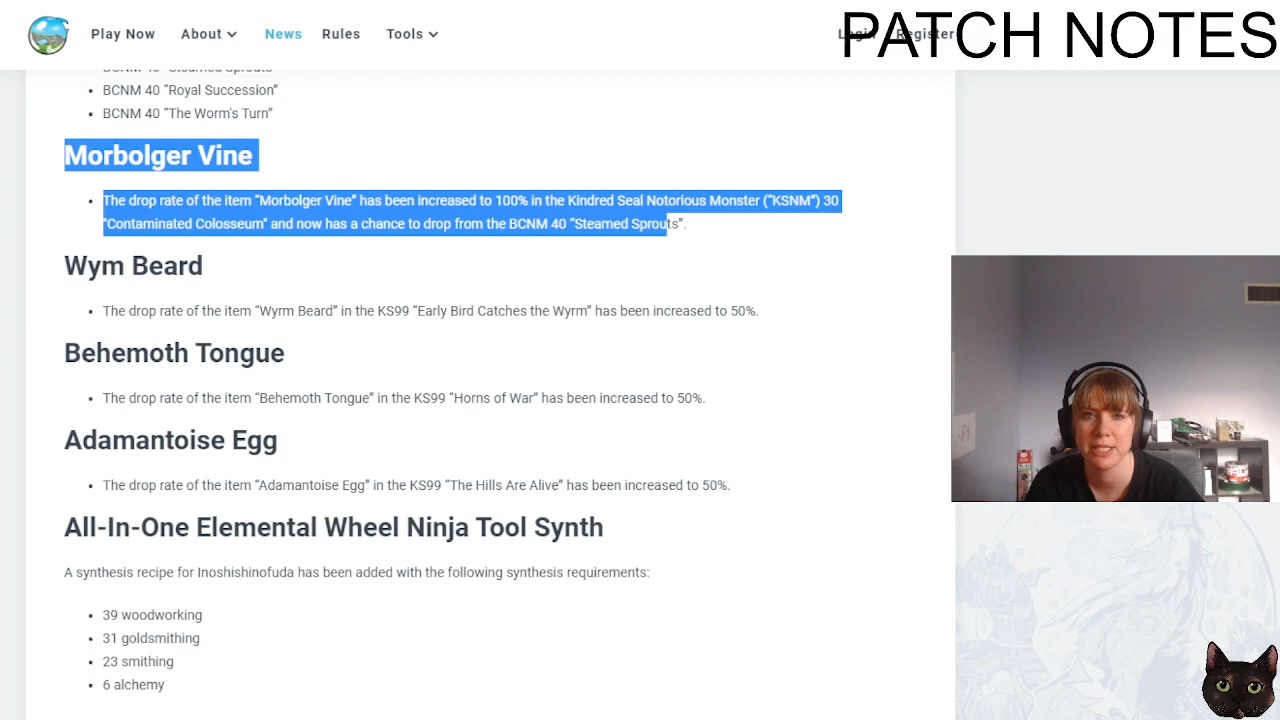 PATCH NOTES
Play Now About News Rules Tools Login Register
BCNM 40 “Steamed Sprouts”
BCNM 40 “Royal Succession”
BCNM 40 “The Worm's Turn”
Morbolger Vine
The drop rate of the item “Morbolger Vine” has been increased to 100% in the Kindred Seal Notorious Monster (“KSNM”) 30
"Contaminated Colosseum" and now has a chance to drop from the BCNM 40 “Steamed Sprouts”.
Wym Beard
The drop rate of the item “Wyrm Beard” in the KS99 “Early Bird Catches the Wyrm” has been increased to 50%.
Behemoth Tongue
The drop rate of the item “Behemoth Tongue” in the KS99 “Horns of War” has been increased to 50%.
Adamantoise Egg
The drop rate of the item “Adamantoise Egg” in the KS99 “The Hills Are Alive” has been increased to 50%.
All-In-One Elemental Wheel Ninja Tool Synth
A synthesis recipe for Inoshishinofuda has been added with the following synthesis requirements:
39 woodworking
31 goldsmithing
23 smithing
6 alchemy